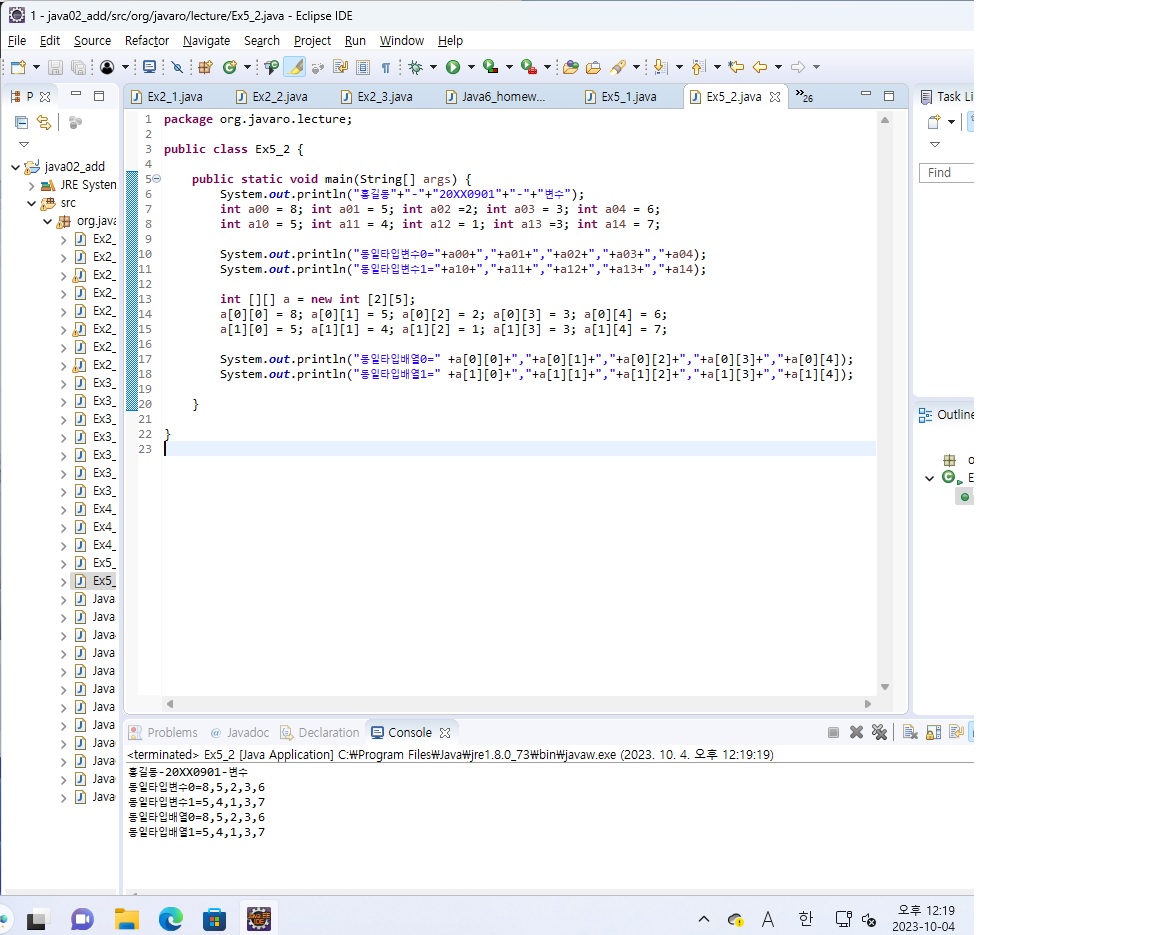 1 - java02_add/src/org/javaro/lecture/Ex5_2.java - Eclipse IDE
File Edit Source Refactor Navigate Search Project Run Window Help
P
Ex2_1.java Ex2_2.java Ex2_3.java Java6_homew... Ex5_1.java Ex5_2.java »26
Task Li
Find
java02_add
JRE System
src
org.java
Ex2_
Ex2_
Ex2_
Ex2_
Ex2_
Ex2_
Ex2_
Ex2_
Ex3_
Ex3_
Ex3_
Ex3_
Ex3_
Ex3_
Ex3_
Ex4_
Ex4_
Ex4_
Ex5_
Ex5_
Java
Java
Java
Java
Java
Java
Java
Java
Java
Java
Java
Java
1 package org.javaro.lecture;
2
3 public class Ex5_2 {
4
5 public static void main(String[] args) {
6 System.out.println("홍길동"+"-"+"20XX0901"+"-"+"변수");
7 int a00 = 8; int a01 = 5; int a02 =2; int a03 = 3; int a04 = 6;
8 int a10 = 5; int a11 = 4; int a12 = 1; int a13 =3; int a14 = 7;
9
10 System.out.println("동일타입변수0="+a00+","+a01+","+a02+","+a03+","+a04);
11 System.out.println("동일타입변수1="+a10+","+a11+","+a12+","+a13+","+a14);
12
13 int [][] a = new int [2][5];
14 a[0][0] = 8; a[0][1] = 5; a[0][2] = 2; a[0][3] = 3; a[0][4] = 6;
15 a[1][0] = 5; a[1][1] = 4; a[1][2] = 1; a[1][3] = 3; a[1][4] = 7;
16
17 System.out.println("동일타입배열0=" +a[0][0]+","+a[0][1]+","+a[0][2]+","+a[0][3]+","+a[0][4]);
18 System.out.println("동일타입배열1=" +a[1][0]+","+a[1][1]+","+a[1][2]+","+a[1][3]+","+a[1][4]);
19
20 }
21
22 }
23
Outline
o
E
Problems @ Javadoc Declaration Console
<terminated> Ex5_2 [Java Application] C:₩Program Files₩Java₩jre1.8.0_73₩bin₩javaw.exe (2023. 10. 4. 오후 12:19:19)
홍길동-20XX0901-변수
동일타입변수0=8,5,2,3,6
동일타입변수1=5,4,1,3,7
동일타입배열0=8,5,2,3,6
동일타입배열1=5,4,1,3,7
A 한 오후 12:19
2023-10-04